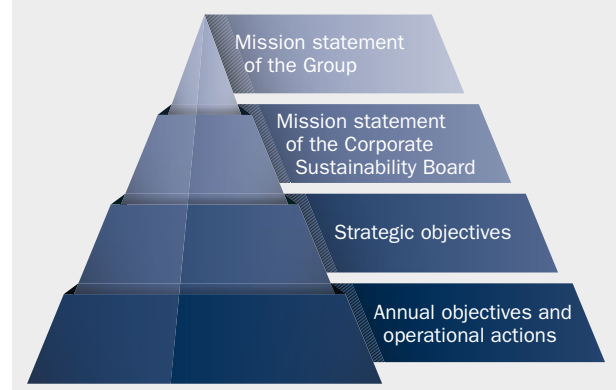 Mission statement
of the Group
Mission statement
of the Corporate
Sustainability Board
Strategic objectives
Annual objectives and
operational actions